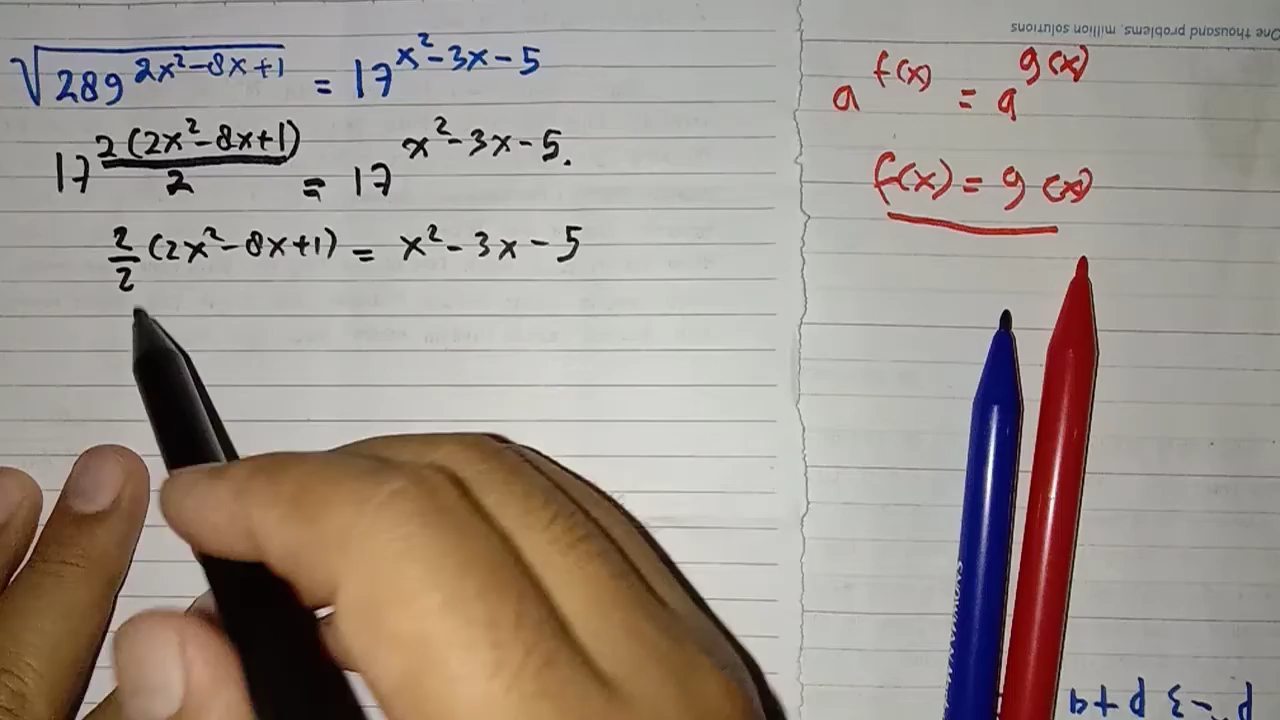 √289^(2x²-8x+1) = 17^(x²-3x-5)
17^(2(2x²-8x+1)/2) = 17^(x²-3x-5).
2/2 (2x²-8x+1) = x²-3x-5
One thousand problems, million solutions
a^f(x) = a^g(x)
f(x) = g(x)
SNOWMAN